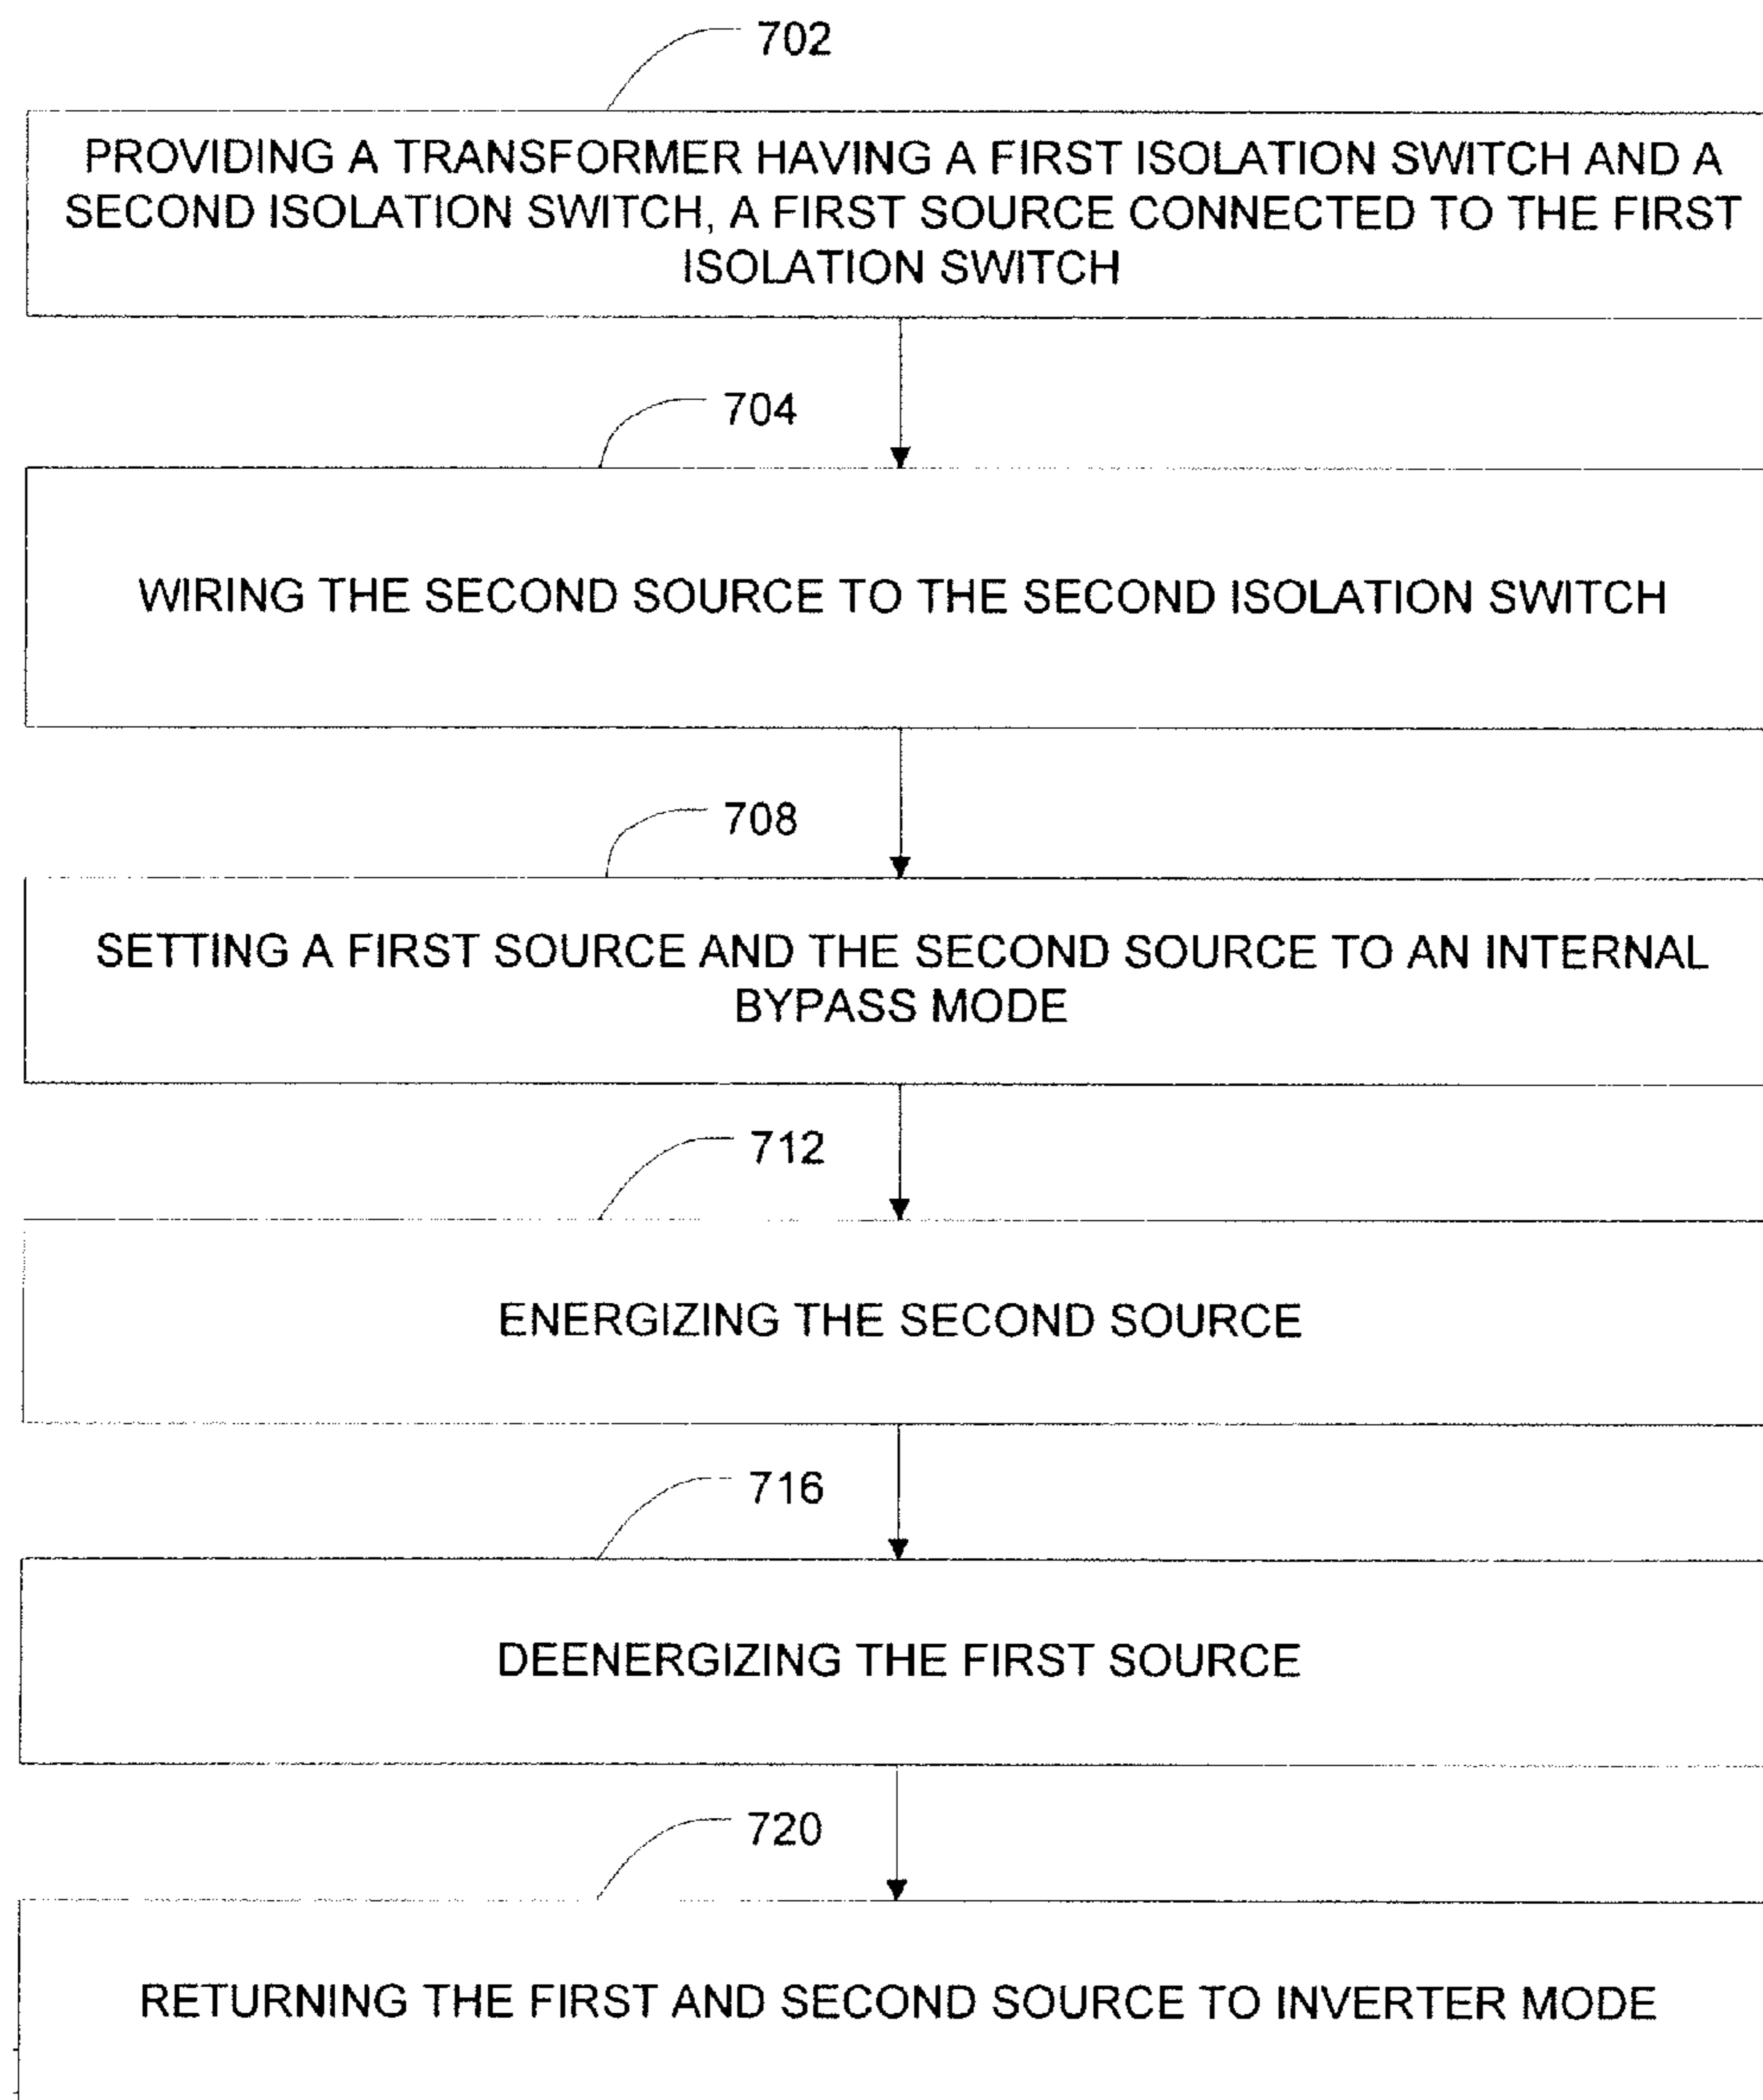 702
PROVIDING A TRANSFORMER HAVING A FIRST ISOLATION SWITCH AND A
SECOND ISOLATION SWITCH, A FIRST SOURCE CONNECTED TO THE FIRST
ISOLATION SWITCH
704
WIRING THE SECOND SOURCE TO THE SECOND ISOLATION SWITCH
708
SETTING A FIRST SOURCE AND THE SECOND SOURCE TO AN INTERNAL
BYPASS MODE
712
ENERGIZING THE SECOND SOURCE
716
DEENERGIZING THE FIRST SOURCE
720
RETURNING THE FIRST AND SECOND SOURCE TO INVERTER MODE